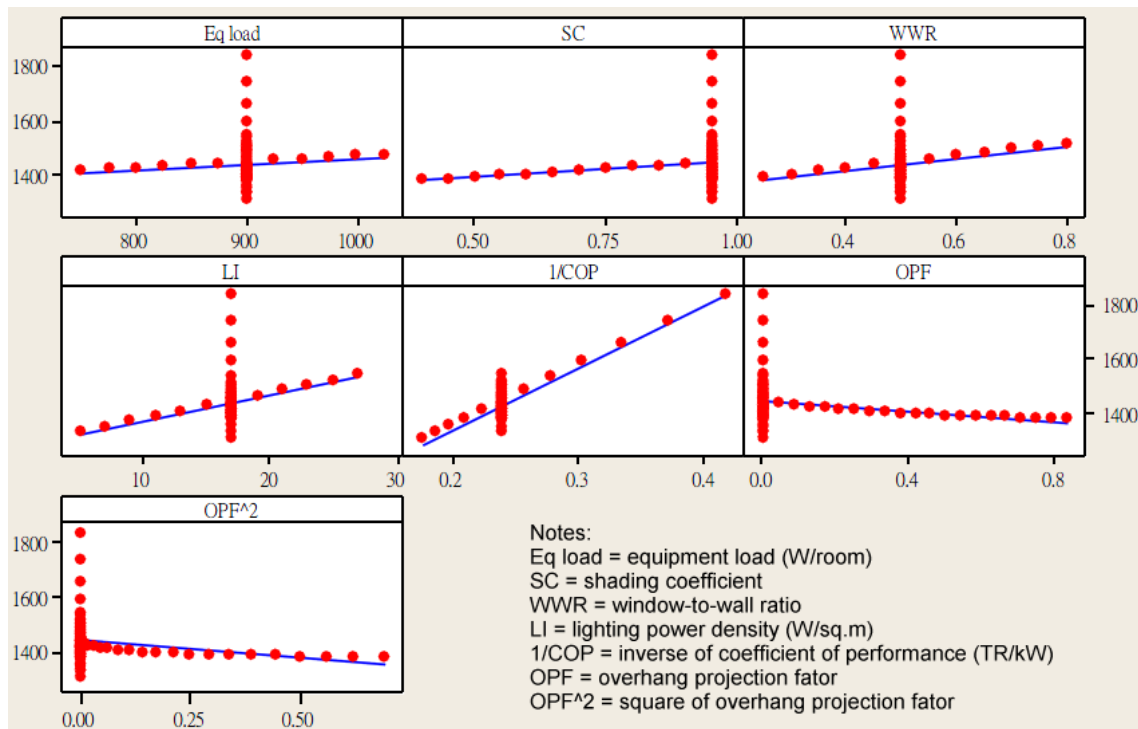 Eq load SC WWR
1800
1600
1400
800 900 1000 0.50 0.75 1.00 0.4 0.6 0.8
LI 1/COP OPF
1800
1600
1400
10 20 30 0.2 0.3 0.4 0.0 0.4 0.8
OPF^2
1800
1600
1400
0.00 0.25 0.50
Notes:
Eq load = equipment load (W/room)
SC = shading coefficient
WWR = window-to-wall ratio
LI = lighting power density (W/sq.m)
1/COP = inverse of coefficient of performance (TR/kW)
OPF = overhang projection fator
OPF^2 = square of overhang projection fator